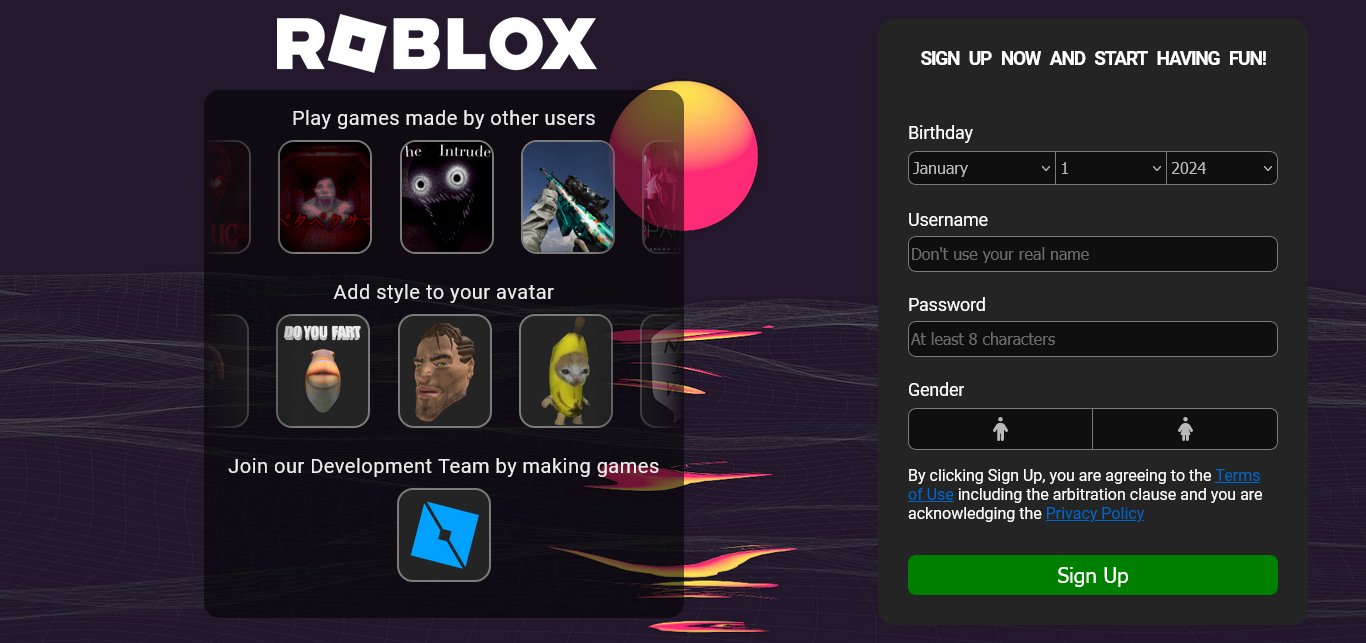 ROBLOX
Play games made by other users
he Intrude
Add style to your avatar
DO YOU FART
Join our Development Team by making games
SIGN UP NOW AND START HAVING FUN!
Birthday
January 1 2024
Username
Don't use your real name
Password
At least 8 characters
Gender
By clicking Sign Up, you are agreeing to the Terms
of Use including the arbitration clause and you are
acknowledging the Privacy Policy
Sign Up